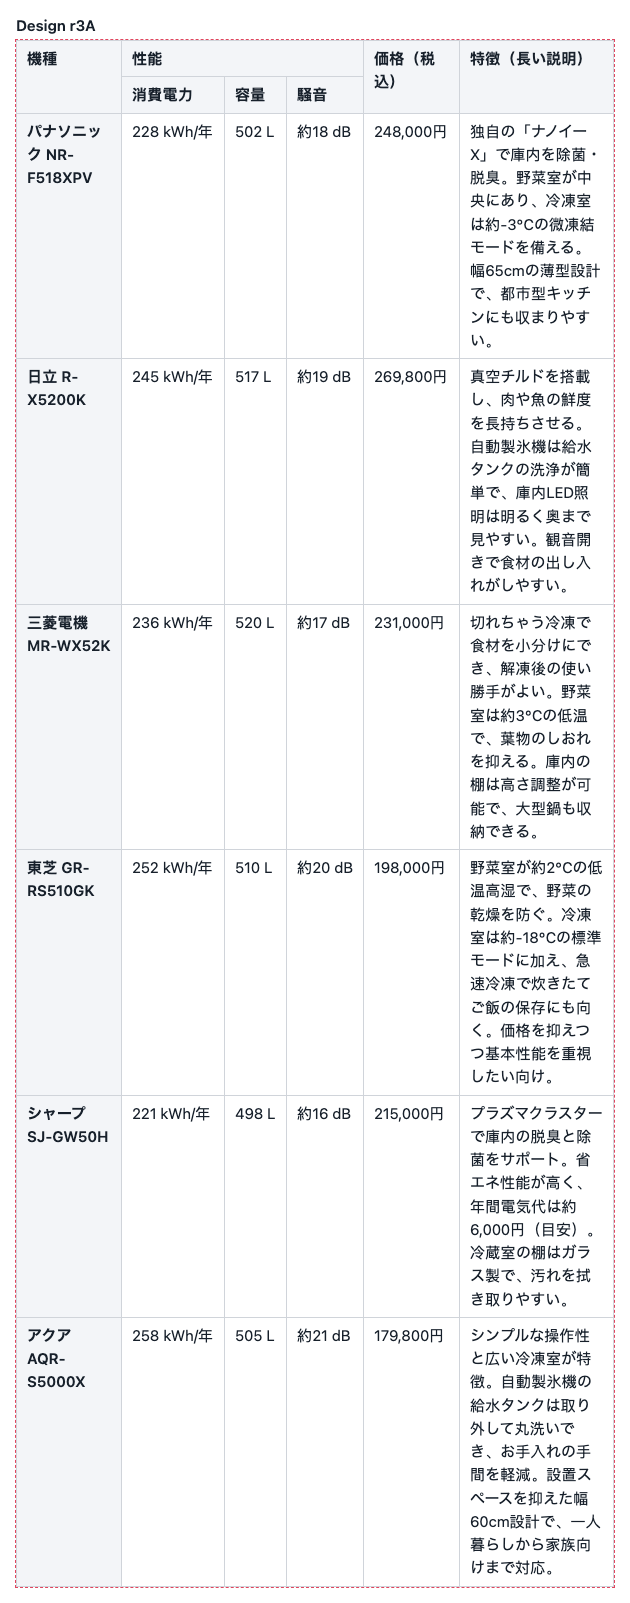 Design r3A
機種
性能
価格（税
込）
特徴（長い説明）
消費電力
容量
騒音
パナソニッ
ク NR-
F518XPV
228 kWh/年
502 L
約18 dB
248,000円
独自の「ナノイー
X」で庫内を除菌・
脱臭。野菜室が中
央にあり、冷凍室
は約-3°Cの微凍結
モードを備える。
幅65cmの薄型設計
で、都市型キッチ
ンにも収まりやす
い。
日立 R-
X5200K
245 kWh/年
517 L
約19 dB
269,800円
真空チルドを搭載
し、肉や魚の鮮度
を長持ちさせる。
自動製氷機は給水
タンクの洗浄が簡
単で、庫内LED照
明は明るく奥まで
見やすい。観音開
きで食材の出し入
れがしやすい。
三菱電機
MR-WX52K
236 kWh/年
520 L
約17 dB
231,000円
切れちゃう冷凍で
食材を小分けにで
き、解凍後の使い
勝手がよい。野菜
室は約3°Cの低温
で、葉物のしおれ
を抑える。庫内の
棚は高さ調整が可
能で、大型鍋も収
納できる。
東芝 GR-
RS510GK
252 kWh/年
510 L
約20 dB
198,000円
野菜室が約2°Cの低
温高湿で、野菜の
乾燥を防ぐ。冷凍
室は約-18°Cの標準
モードに加え、急
速冷凍で炊きたて
ご飯の保存にも向
く。価格を抑えつ
つ基本性能を重視
したい向け。
シャープ
SJ-GW50H
221 kWh/年
498 L
約16 dB
215,000円
プラズマクラスター
で庫内の脱臭と除
菌をサポート。省
エネ性能が高く、
年間電気代は約
6,000円（目安）。
冷蔵室の棚はガラ
ス製で、汚れを拭
き取りやすい。
アクア
AQR-
S5000X
258 kWh/年
505 L
約21 dB
179,800円
シンプルな操作性
と広い冷凍室が特
徴。自動製氷機の
給水タンクは取り
外して丸洗いで
き、お手入れの手
間を軽減。設置ス
ペースを抑えた幅
60cm設計で、一人
暮らしから家族向
けまで対応。